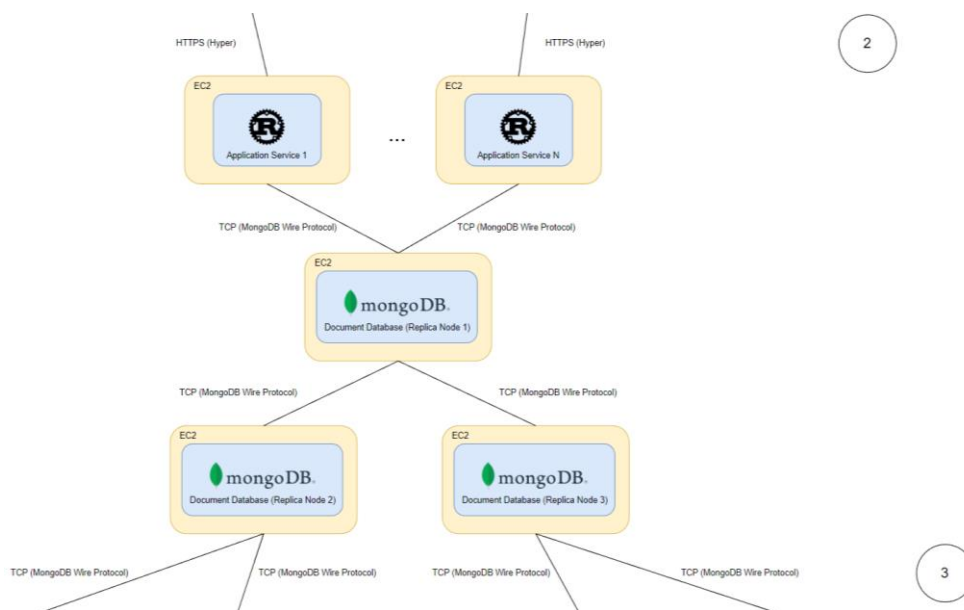 HTTPS (Hyper)
HTTPS (Hyper)
2
EC2
EC2
R
R
Application Service 1
...
Application Service N
TCP (MongoDB Wire Protocol)
TCP (MongoDB Wire Protocol)
EC2
mongoDB.
Document Database (Replica Node 1)
TCP (MongoDB Wire Protocol)
TCP (MongoDB Wire Protocol)
EC2
EC2
mongoDB.
mongoDB.
Document Database (Replica Node 2)
Document Database (Replica Node 3)
TCP (MongoDB Wire Protocol)
TCP (MongoDB Wire Protocol)
TCP (MongoDB Wire Protocol)
TCP (MongoDB Wire Protocol)
3